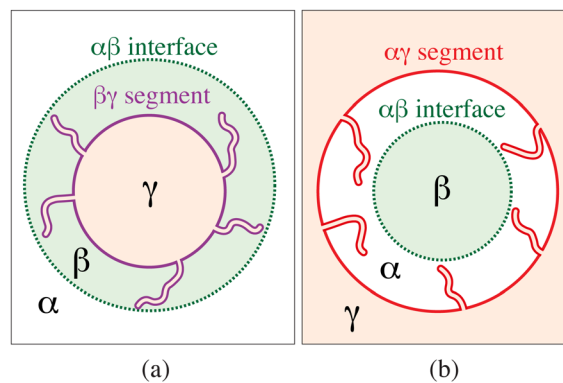 αβ interface
βγ segment
γ
β
α
(a)
αγ segment
αβ interface
β
α
γ
(b)